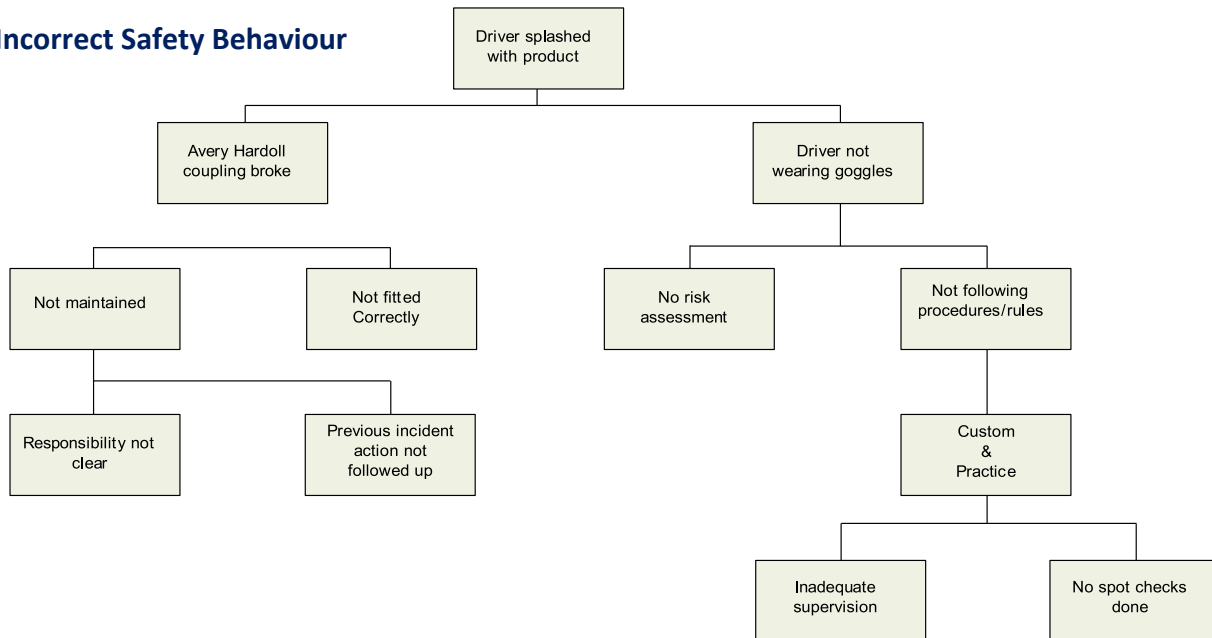 Incorrect Safety Behaviour
Driver splashed
with product
Avery Hardoll
coupling broke
Driver not
wearing goggles
Not maintained
Not fitted
Correctly
No risk
assessment
Not following
procedures/rules
Responsibility not
clear
Previous incident
action not
followed up
Custom
&
Practice
Inadequate
supervision
No spot checks
done